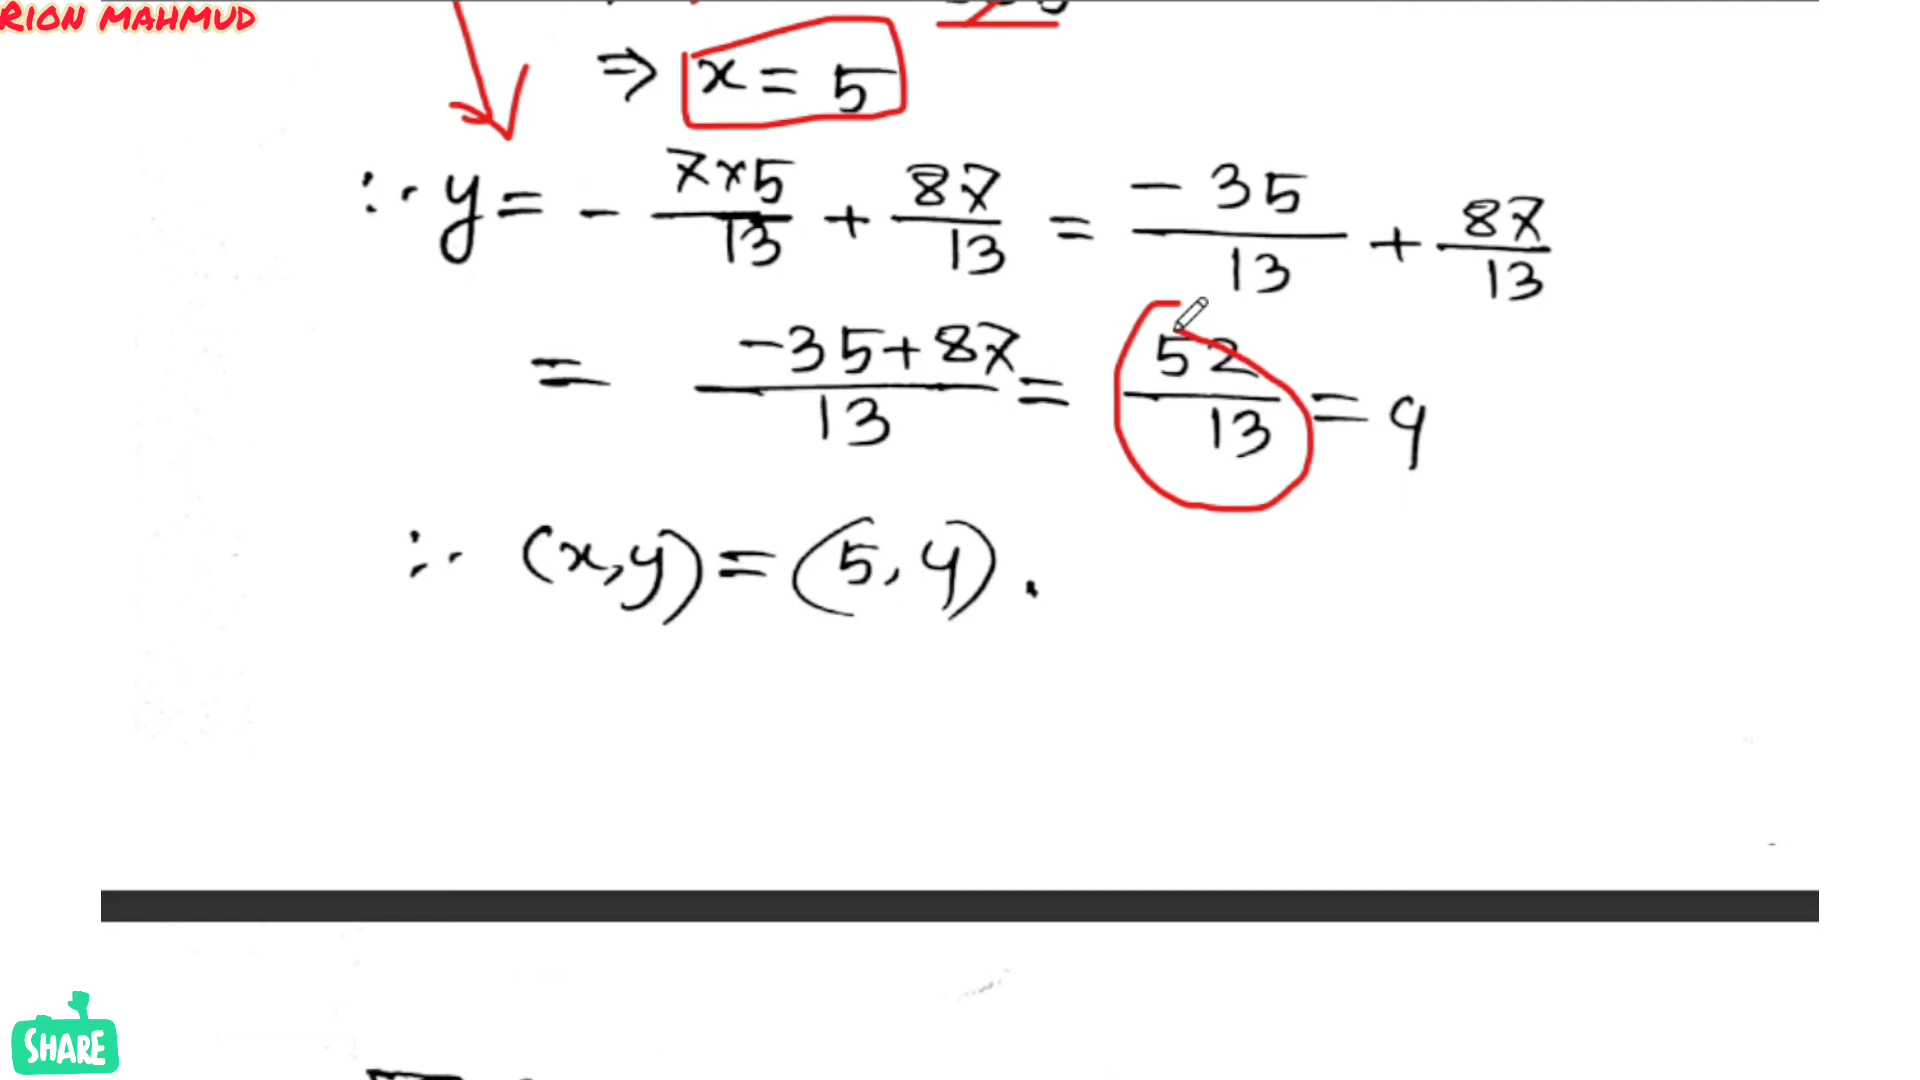 RION MAHMUD
⇒ x = 5
∴ y = - 7×5/13 + 87/13 = -35/13 + 87/13
= -35+87/13 = 52/13 = 4
∴ (x,y) = (5, 4).
SHARE